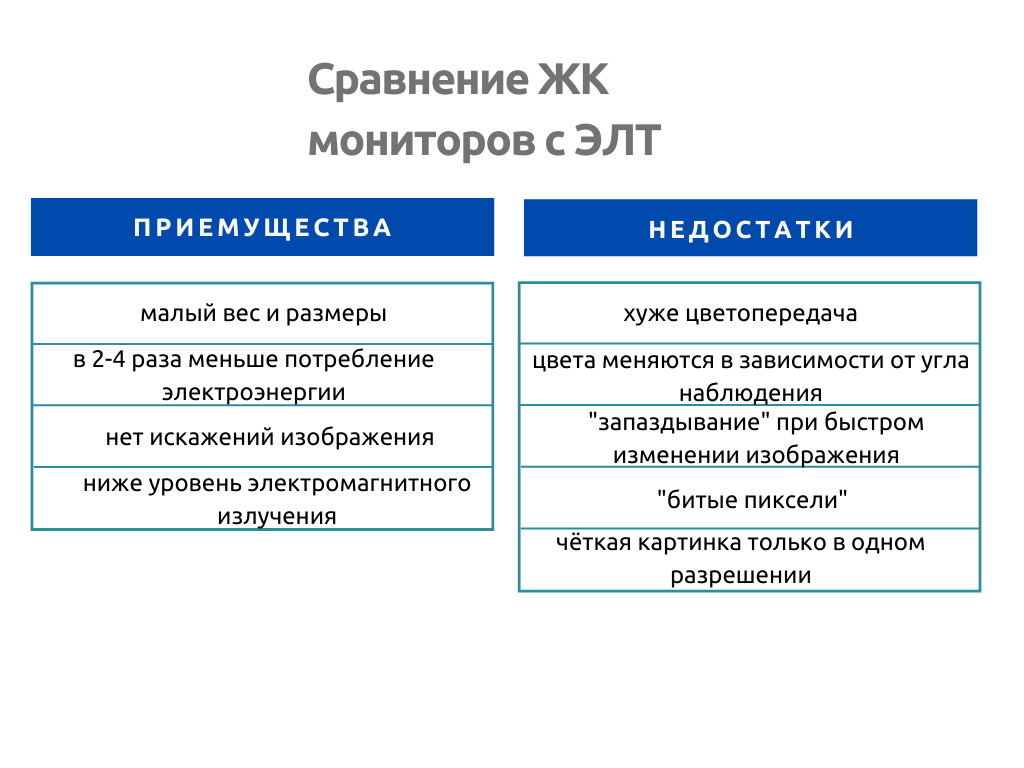 Сравнение ЖК
мониторов с ЭЛТ
ПРИЕМУЩЕСТВА
малый вес и размеры
в 2-4 раза меньше потребление
электроэнергии
нет искажений изображения
ниже уровень электромагнитного
излучения
НЕДОСТАТКИ
хуже цветопередача
цвета меняются в зависимости от угла
наблюдения
"запаздывание" при быстром
изменении изображения
"битые пиксели"
чёткая картинка только в одном
разрешении